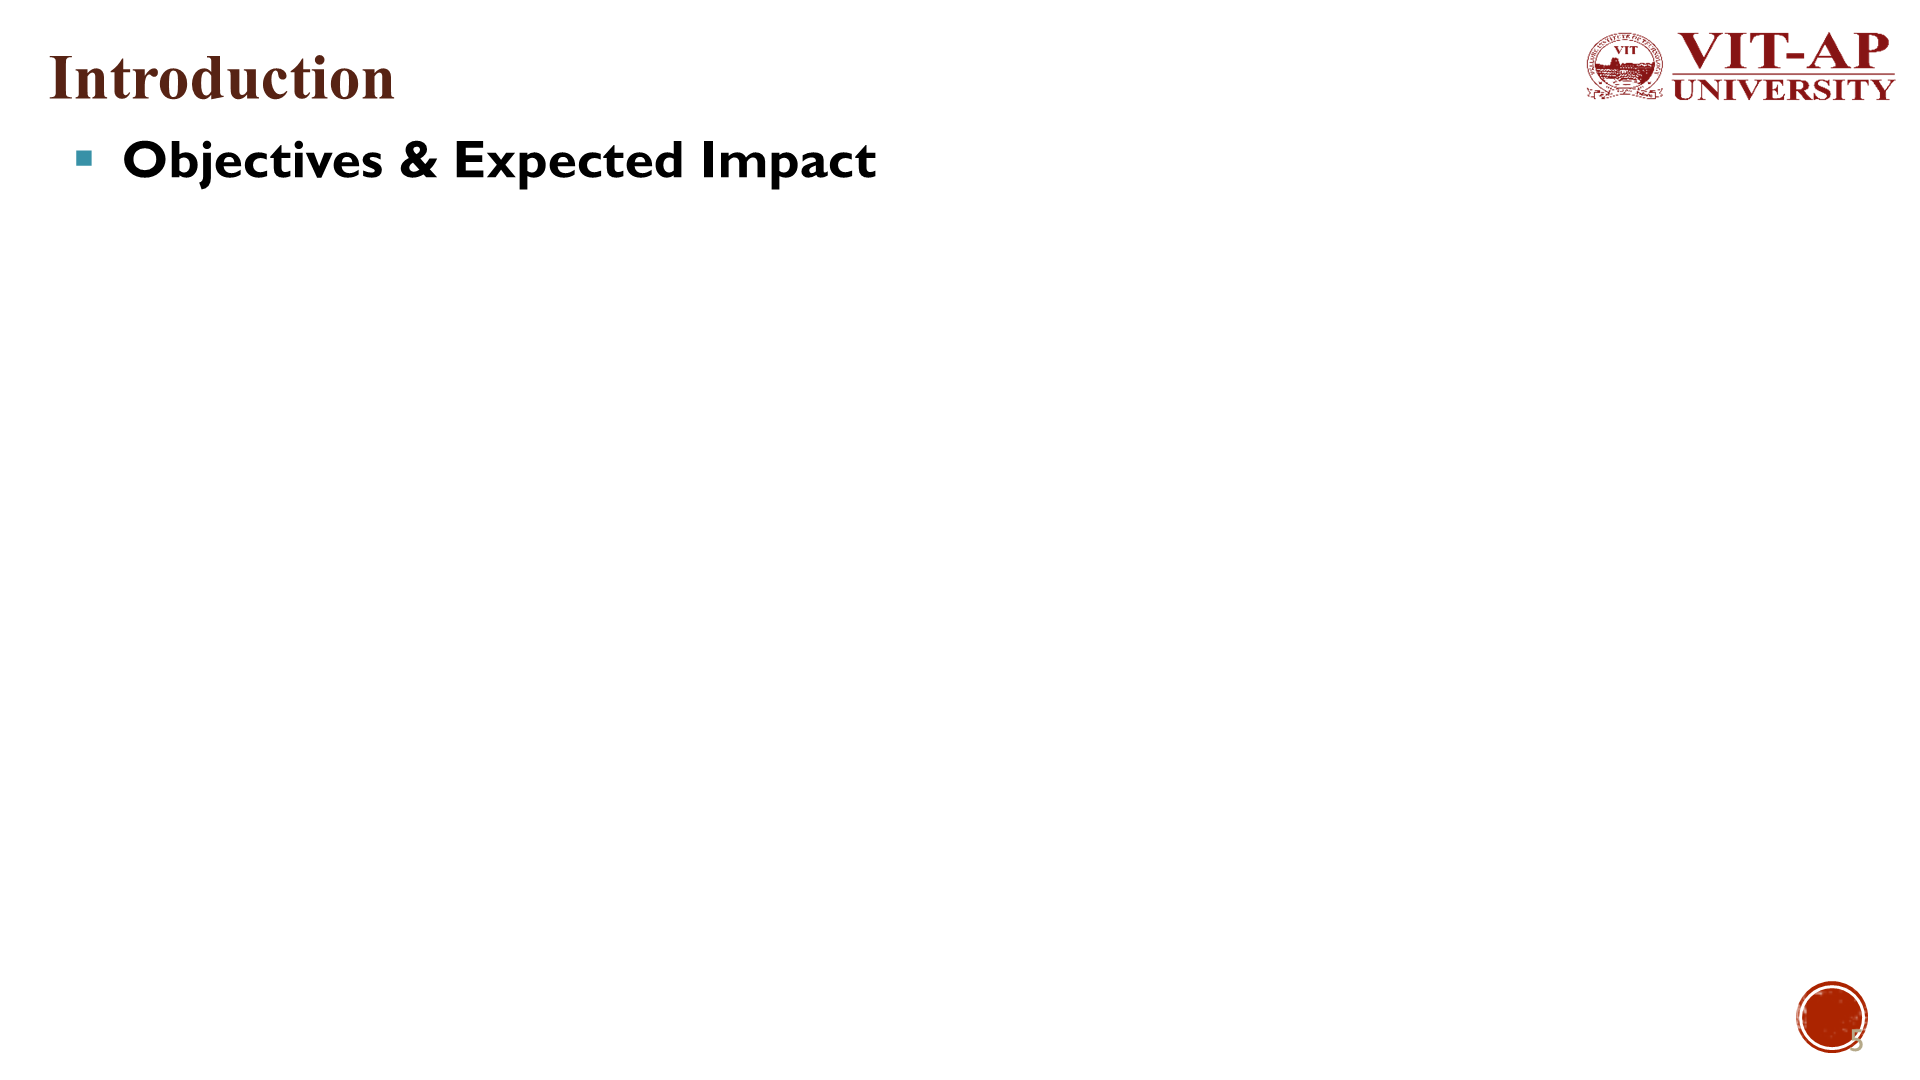 Introduction
VIT
VIT-AP
UNIVERSITY
▪ Objectives & Expected Impact
5